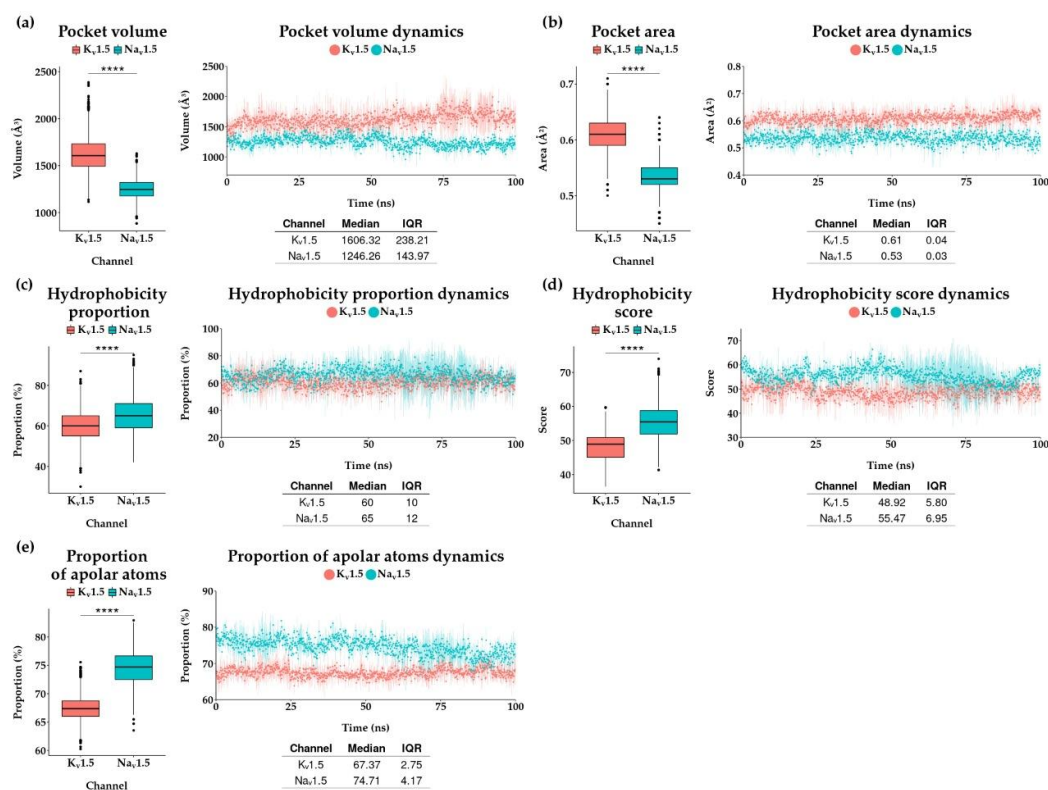 (a)
Pocket volume
Kv1.5 Nav1.5
****
Volume (Å³)
2500
2000
1500
1000
Kv1.5 Nav1.5
Channel
Pocket volume dynamics
Kv1.5 Nav1.5
Volume (Å³)
2500
2000
1500
1000
0 25 50 75 100
Time (ns)
Channel Median IQR
Kv1.5 1606.32 238.21
Nav1.5 1246.26 143.97
(b)
Pocket area
Kv1.5 Nav1.5
****
Area (Å²)
0.7
0.6
0.5
Kv1.5 Nav1.5
Channel
Pocket area dynamics
Kv1.5 Nav1.5
Area (Å²)
0.8
0.7
0.6
0.5
0.4
0 25 50 75 100
Time (ns)
Channel Median IQR
Kv1.5 0.61 0.04
Nav1.5 0.53 0.03
(c)
Hydrophobicity
proportion
Kv1.5 Nav1.5
****
Proportion (%)
80
60
40
Kv1.5 Nav1.5
Channel
Hydrophobicity proportion dynamics
Kv1.5 Nav1.5
Proportion (%)
100
80
60
40
20
0 25 50 75 100
Time (ns)
Channel Median IQR
Kv1.5 60 10
Nav1.5 65 12
(d)
Hydrophobicity
score
Kv1.5 Nav1.5
****
Score
70
60
50
40
Kv1.5 Nav1.5
Channel
Hydrophobicity score dynamics
Kv1.5 Nav1.5
Score
70
60
50
40
30
0 25 50 75 100
Time (ns)
Channel Median IQR
Kv1.5 48.92 5.80
Nav1.5 55.47 6.95
(e)
Proportion
of apolar atoms
Kv1.5 Nav1.5
****
Proportion (%)
80
75
70
65
60
Kv1.5 Nav1.5
Channel
Proportion of apolar atoms dynamics
Kv1.5 Nav1.5
Proportion (%)
90
80
70
60
0 25 50 75 100
Time (ns)
Channel Median IQR
Kv1.5 67.37 2.75
Nav1.5 74.71 4.17